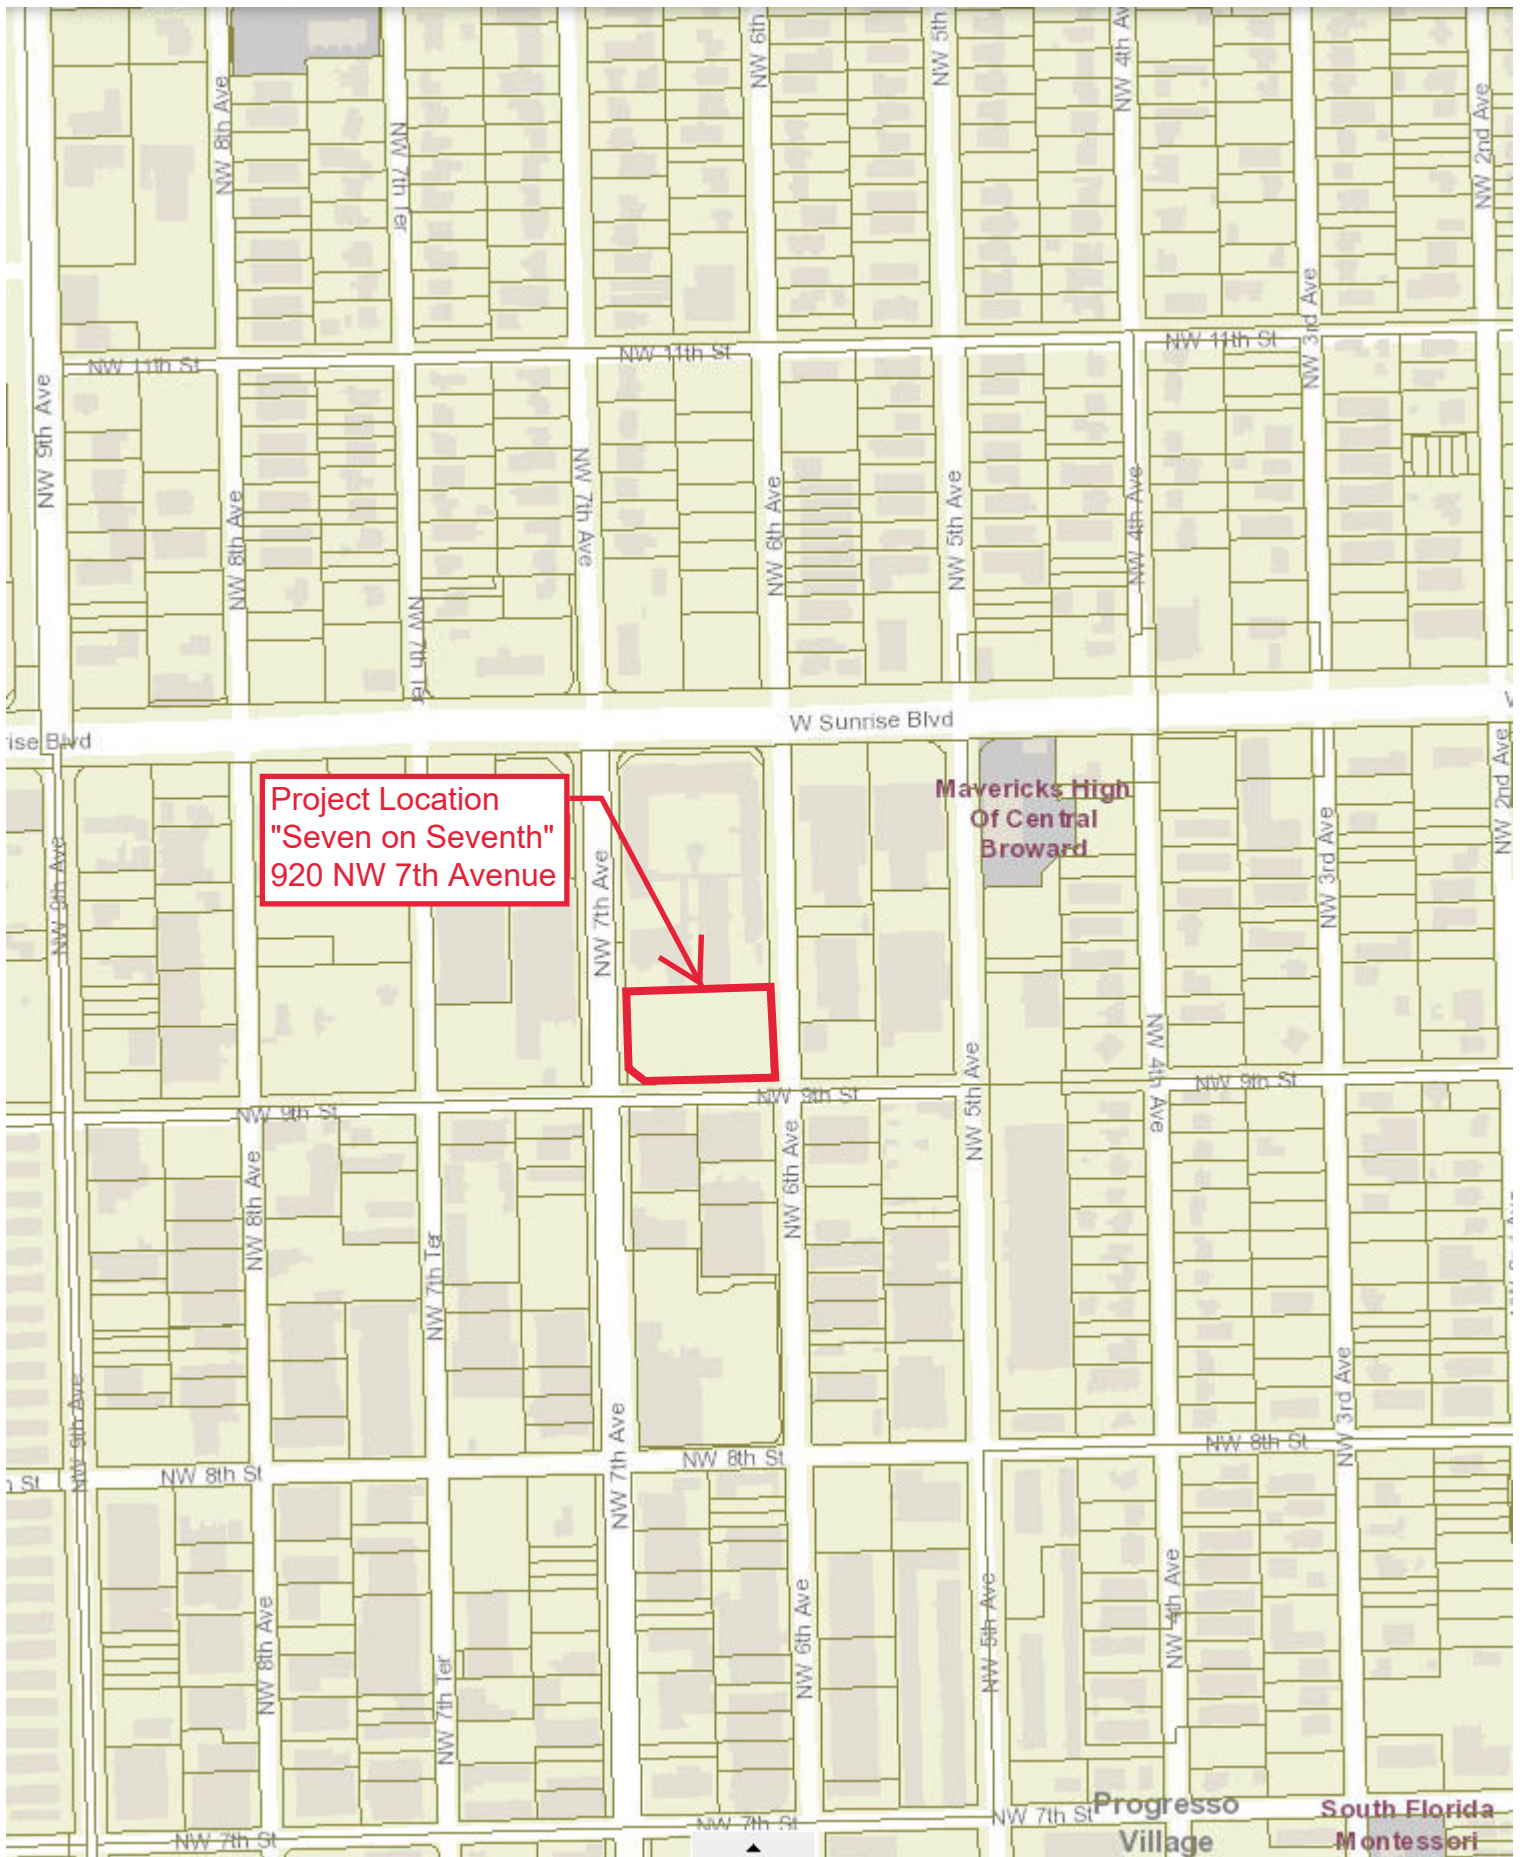 NW 6th
NW 5th
NW 4th Av
NW 8th Ave
NW 7th Ter
NW 2nd Ave
NW 3rd Ave
NW 11th St
NW 11th St
NW 11th St
NW 9th Ave
NW 8th Ave
NW 7th Ave
NW 6th Ave
NW 5th Ave
NW 4th Ave
NW 7th Ter
W Sunrise Blvd
rise Blvd
NW 2nd Ave
Project Location
"Seven on Seventh"
920 NW 7th Avenue
Mavericks High
Of Central
Broward
NW 9th Ave
NW 7th Ave
NW 3rd Ave
NW 5th Ave
NW 4th Ave
NW 9th St
NW 9th St
NW 9th St
NW 8th Ave
NW 6th Ave
NW 7th Ter
NW 9th Ave
NW 7th Ave
NW 3rd Ave
NW 8th St
NW 8th St
NW 8th St
h St
NW 8th Ave
NW 7th Ter
NW 6th Ave
NW 5th Ave
NW 4th Ave
NW 7th St
NW 7th St
NW 7th St
Progresso
Village
South Florida
Montessori